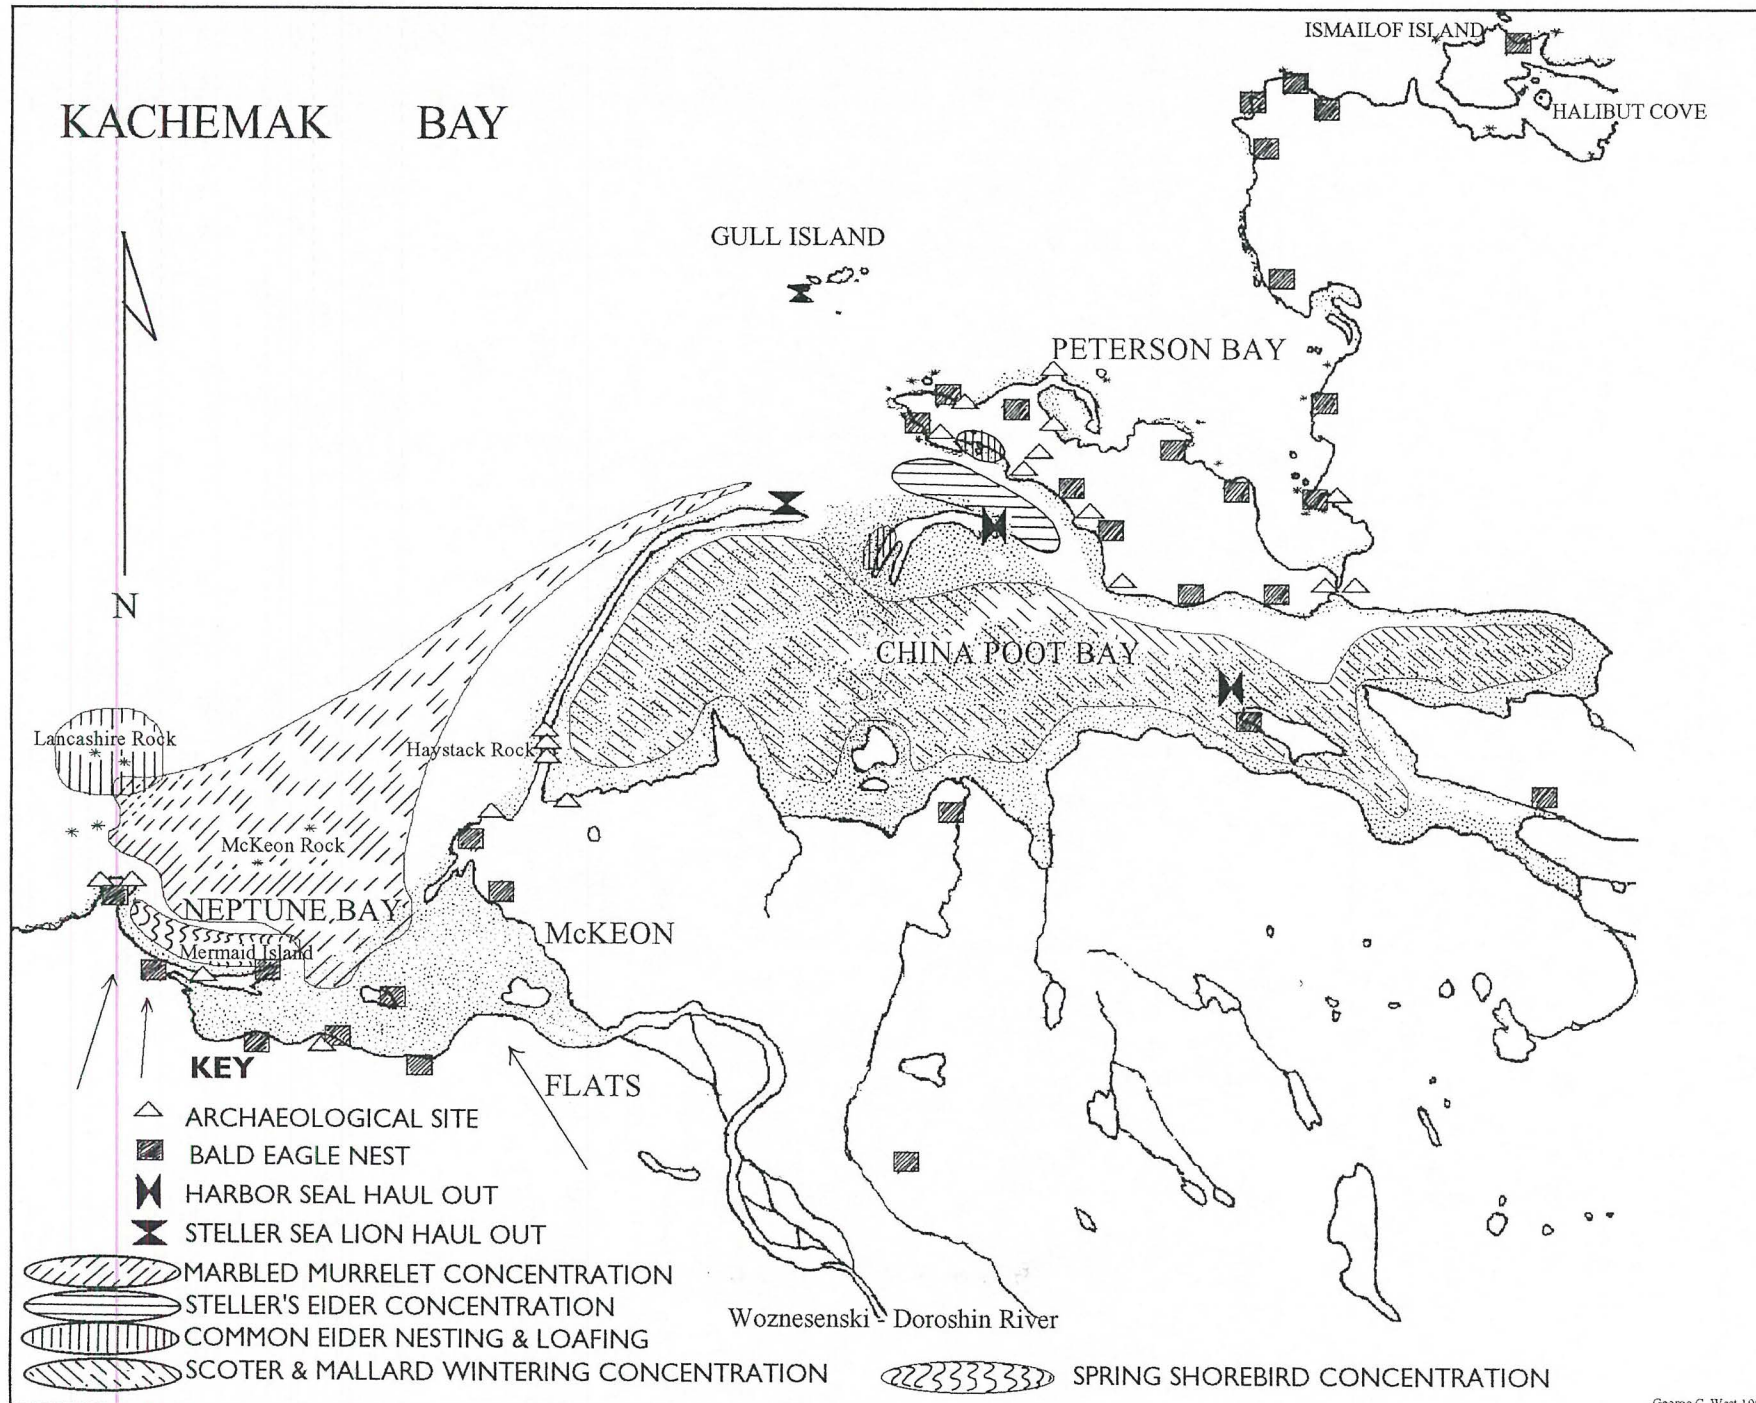 ISMAILOF ISLAND
KACHEMAK BAY
HALIBUT COVE
GULL ISLAND
PETERSON BAY
N
CHINA POOT BAY
Lancashire Rock
Haystack Rock
McKeon Rock
NEPTUNE BAY
McKEON
Mermaid Island
KEY
FLATS
ARCHAEOLOGICAL SITE
BALD EAGLE NEST
HARBOR SEAL HAUL OUT
STELLER SEA LION HAUL OUT
MARBLED MURRELET CONCENTRATION
STELLER'S EIDER CONCENTRATION
Woznesenski - Doroshin River
COMMON EIDER NESTING & LOAFING
SCOTER & MALLARD WINTERING CONCENTRATION
SPRING SHOREBIRD CONCENTRATION
George C. West